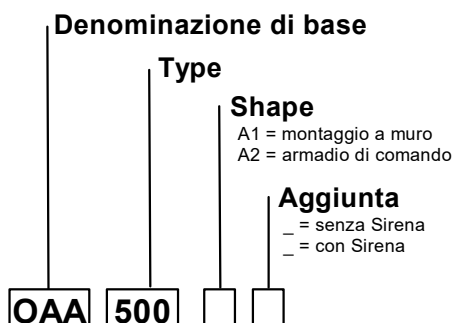 Denominazione di base
Type
Shape
A1 = montaggio a muro
A2 = armadio di comando
Aggiunta
_ = senza Sirena
_ = con Sirena
OAA 500